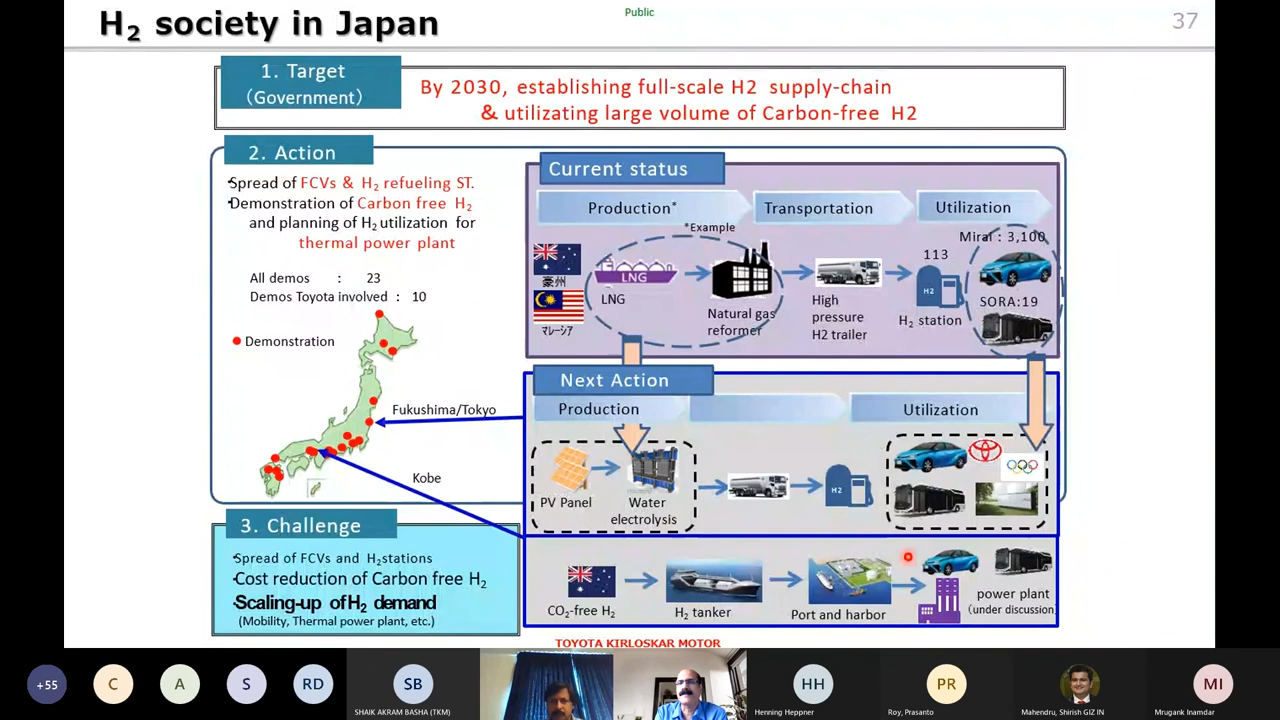 H2 society in Japan
Public
37
1. Target
(Government)
By 2030, establishing full-scale H2 supply-chain
& utilizating large volume of Carbon-free H2
2. Action
･Spread of FCVs & H2 refueling ST.
･Demonstration of Carbon free H2
and planning of H2 utilization for
thermal power plant
All demos : 23
Demos Toyota involved : 10
Demonstration
Fukushima/Tokyo
Kobe
Current status
Production*
Transportation
Utilization
*Example
豪州
マレーシア
LNG
LNG
Natural gas
reformer
High
pressure
H2 trailer
113
H2
H2 station
Mirai : 3,100
SORA:19
Next Action
Production
Utilization
PV Panel
Water
electrolysis
H2
CO2-free H2
H2 tanker
Port and harbor
power plant
(under discussion)
3. Challenge
･Spread of FCVs and H2stations
･Cost reduction of Carbon free H2
･Scaling-up of H2 demand
(Mobility, Thermal power plant, etc.)
TOYOTA KIRLOSKAR MOTOR
+55
C
A
S
RD
SB
SHAIK AKRAM BASHA (TKM)
HH
Henning Heppner
PR
Roy, Prasanto
Mahendru, Shirish GIZ IN
MI
Mrugank Inamdar